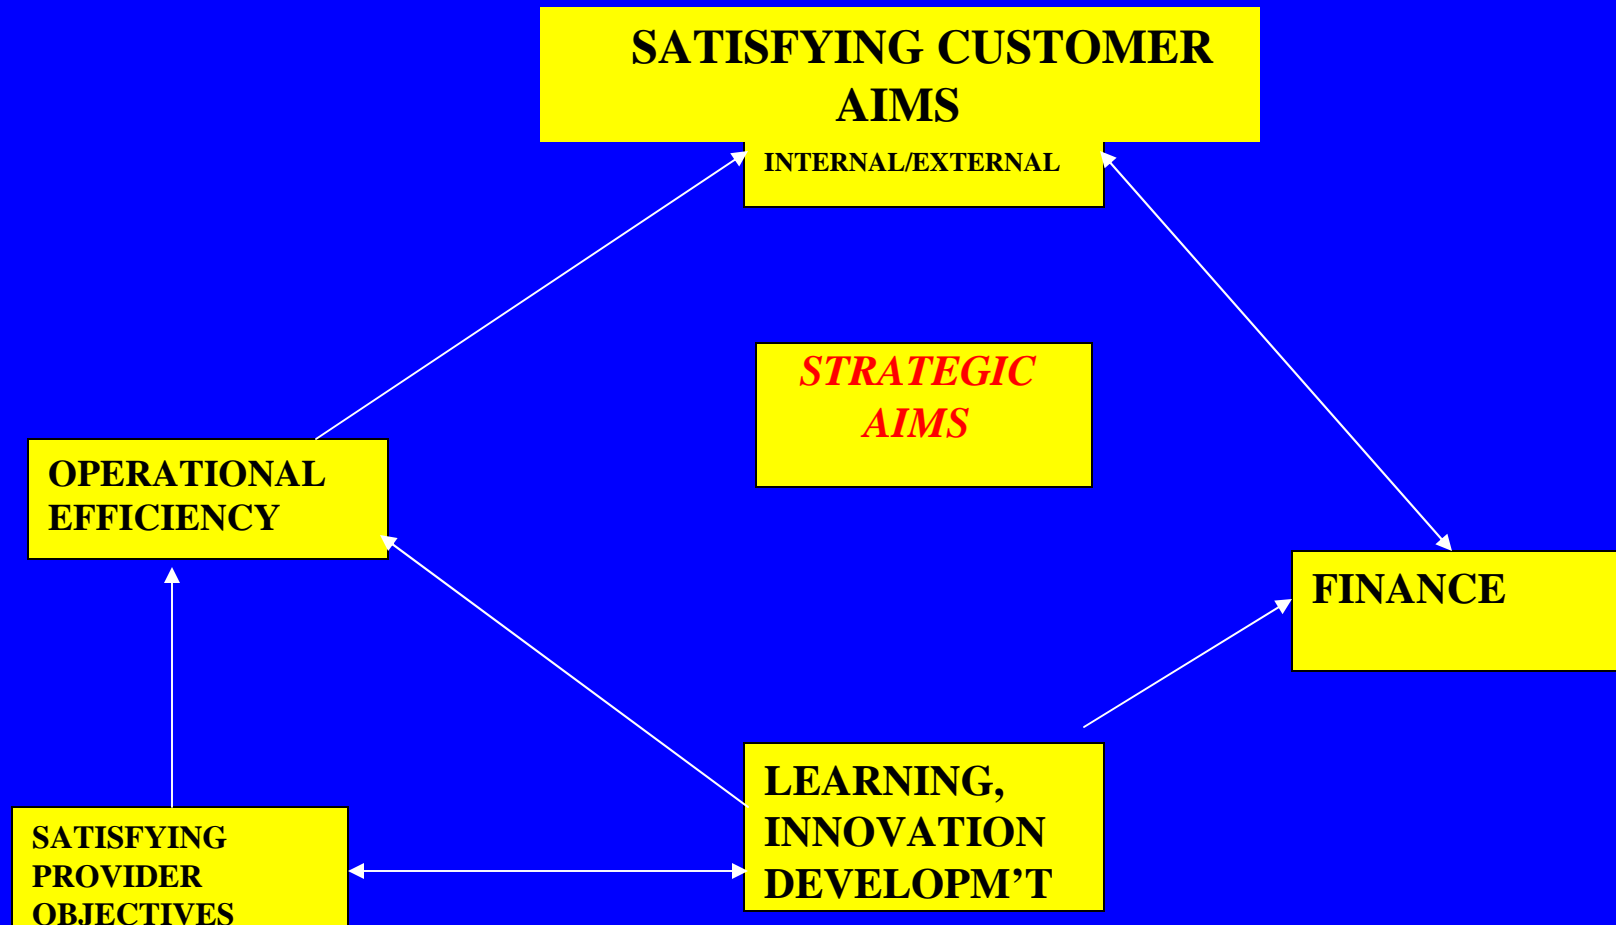 SATISFYING CUSTOMER
AIMS
INTERNAL/EXTERNAL
STRATEGIC
AIMS
OPERATIONAL
EFFICIENCY
FINANCE
LEARNING,
INNOVATION
DEVELOPM’T
SATISFYING
PROVIDER
OBJECTIVES